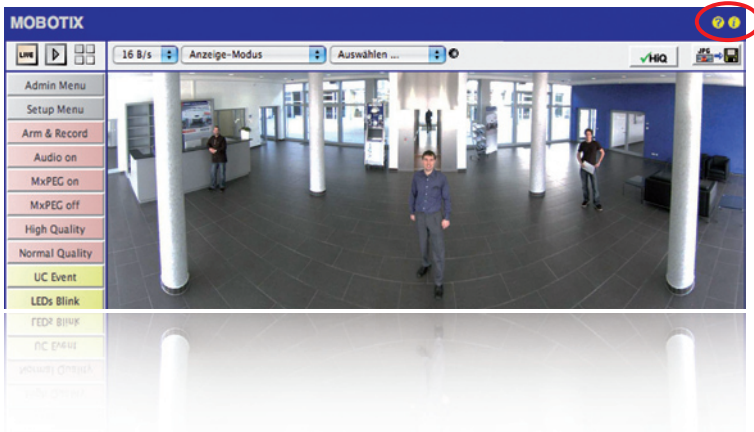 MOBOTIX
? i
LIVE
16 B/s
Anzeige-Modus
Auswählen ...
HiQ
JPG
Admin Menu
Setup Menu
Arm & Record
Audio on
MxPEG on
MxPEG off
High Quality
Normal Quality
UC Event
LEDs Blink